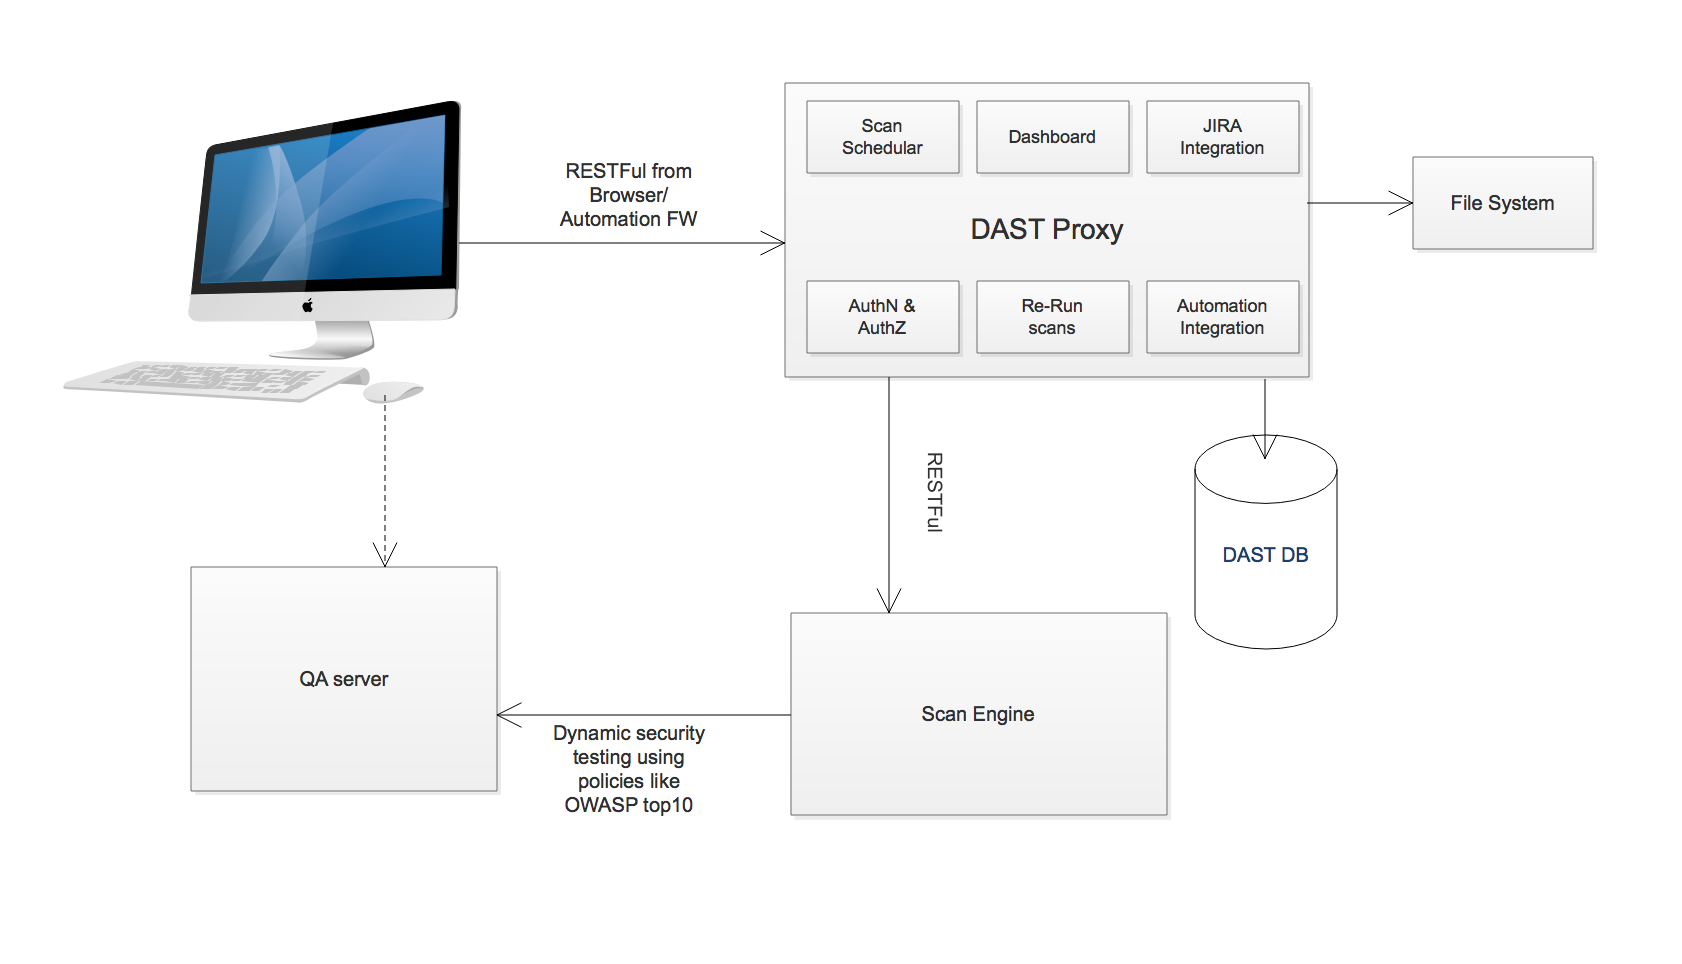 Scan
Schedular
Dashboard
JIRA
Integration
RESTFul from
Browser/
Automation FW
DAST Proxy
File System
AuthN &
AuthZ
Re-Run
scans
Automation
Integration
RESTFul
DAST DB
QA server
Scan Engine
Dynamic security
testing using
policies like
OWASP top10